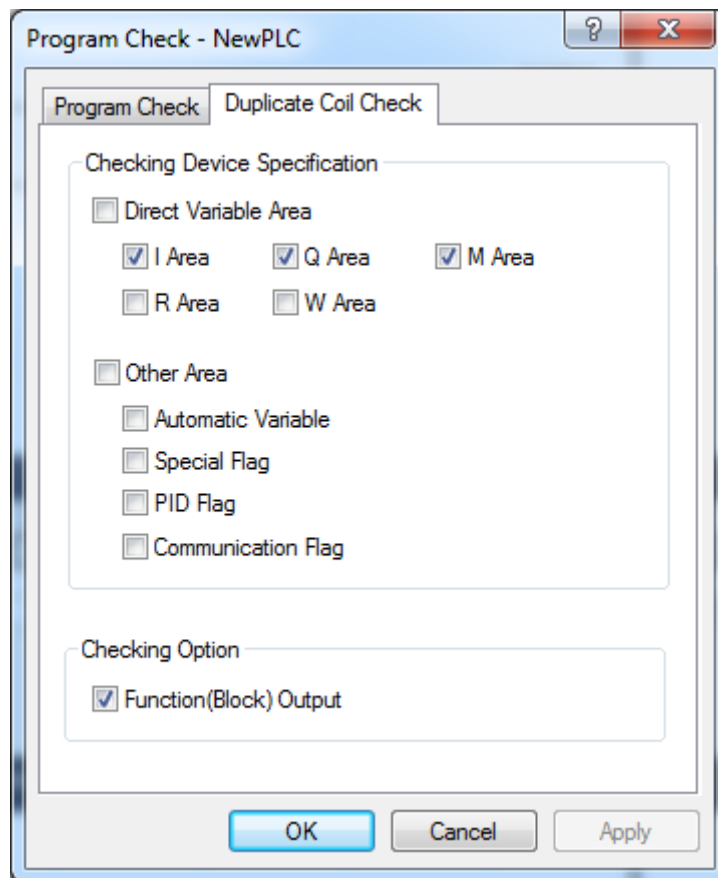 Program Check - NewPLC
Program Check Duplicate Coil Check
Checking Device Specification
Direct Variable Area
I Area Q Area M Area
R Area W Area
Other Area
Automatic Variable
Special Flag
PID Flag
Communication Flag
Checking Option
Function(Block) Output
OK Cancel Apply